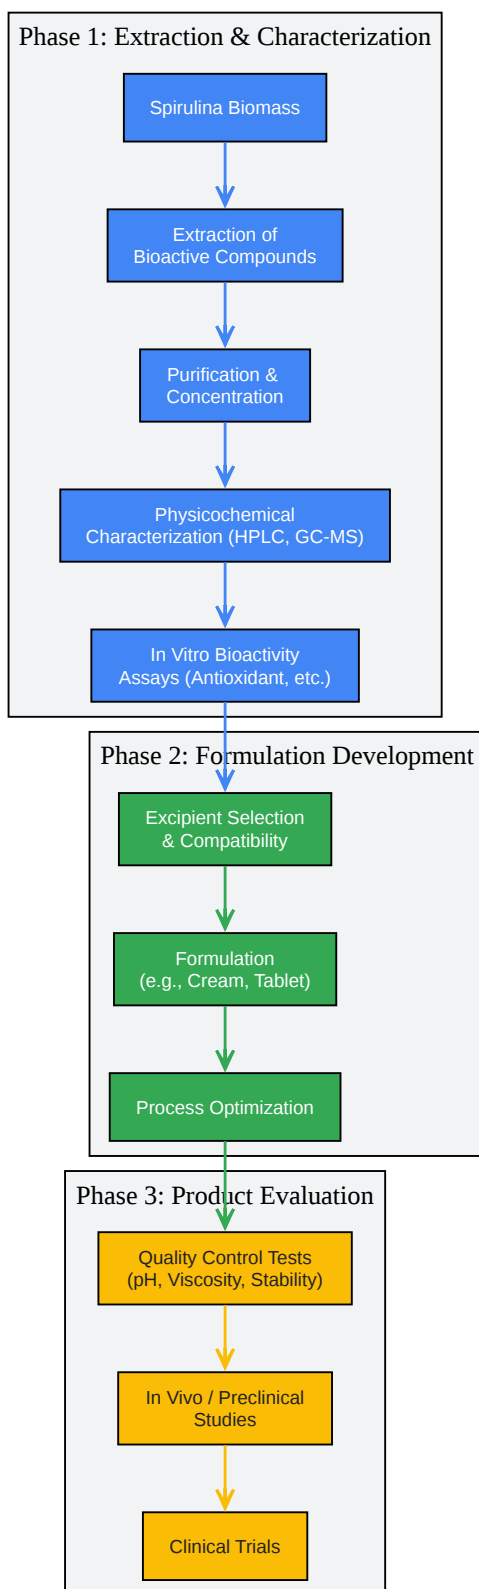 Phase 1: Extraction & Characterization
Spirulina Biomass
Extraction of
Bioactive Compounds
Purification &
Concentration
Physicochemical
Characterization (HPLC, GC-MS)
In Vitro Bioactivity
Assays (Antioxidant, etc.)
Phase 2: Formulation Development
Excipient Selection
& Compatibility
Formulation
(e.g., Cream, Tablet)
Process Optimization
Phase 3: Product Evaluation
Quality Control Tests
(pH, Viscosity, Stability)
In Vivo / Preclinical
Studies
Clinical Trials